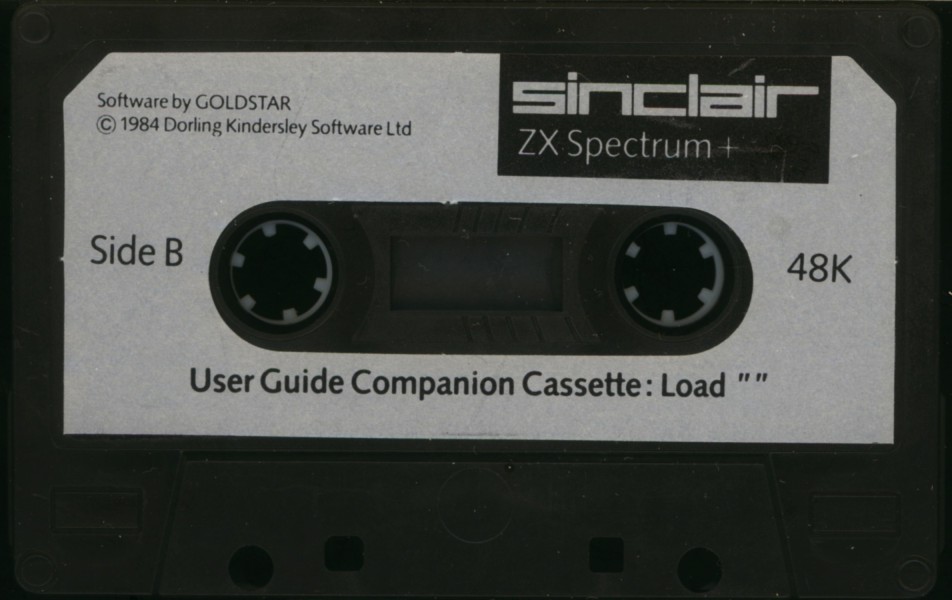 Software by GOLDSTAR
© 1984 Dorling Kindersley Software Ltd
sinclair
ZX Spectrum +
Side B
48K
User Guide Companion Cassette: Load " "